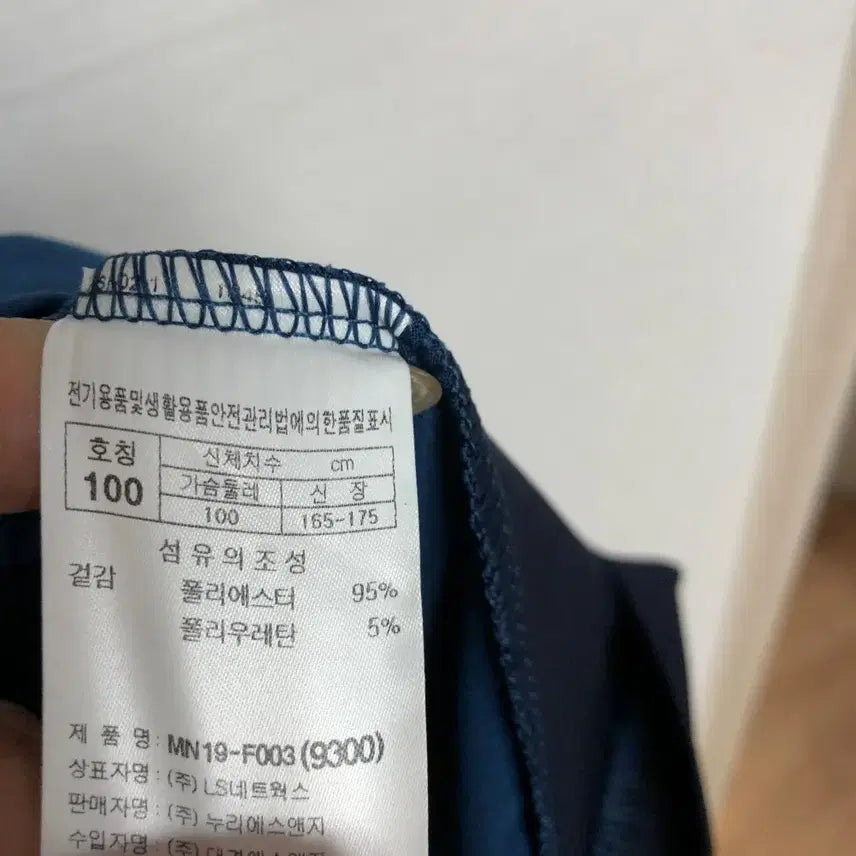 전기용품및생활용품안전관리법에의한품질표시
호칭 신체치수 cm
100 가슴둘레 신 장
100 165-175
섬유의조성
겉감 폴리에스터 95%
폴리우레탄 5%
제 품 명: MN19-F003(9300)
상표자명: (주) LS네트웍스
판매자명: (주) 누리에스앤지
수입자명: (주)